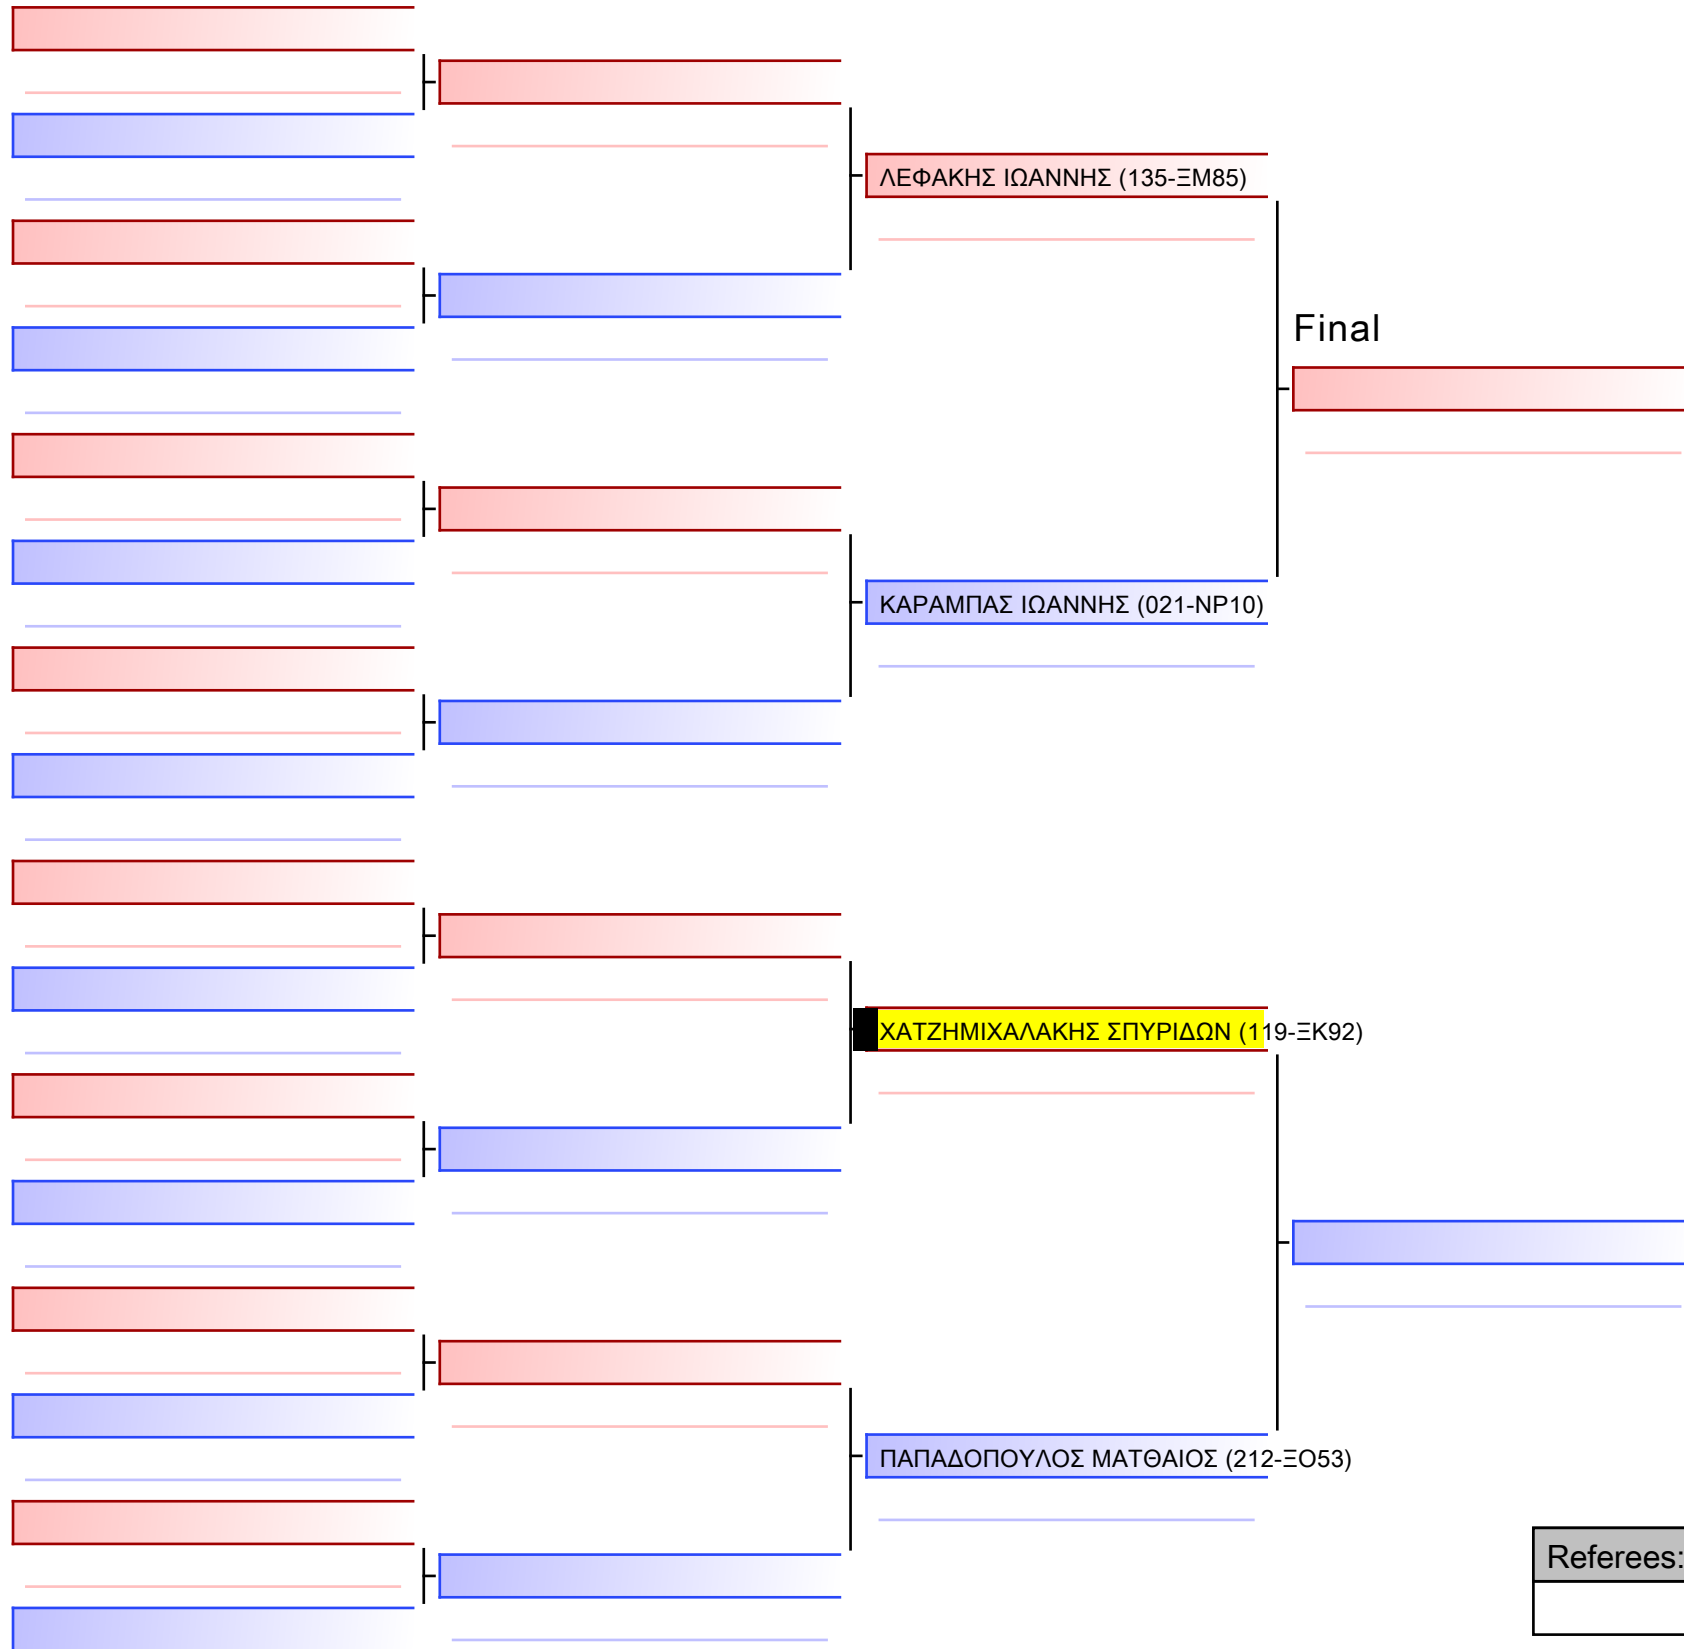 ΛΕΦΑΚΗΣ ΙΩΑΝΝΗΣ (135-ΞΜ85)
Final
ΚΑΡΑΜΠΑΣ ΙΩΑΝΝΗΣ (021-ΝΡ10)
ΧΑΤΖΗΜΙΧΑΛΑΚΗΣ ΣΠΥΡΙΔΩΝ (119-ΞΚ92)
ΠΑΠΑΔΟΠΟΥΛΟΣ ΜΑΤΘΑΙΟΣ (212-ΞΟ53)
Referees: